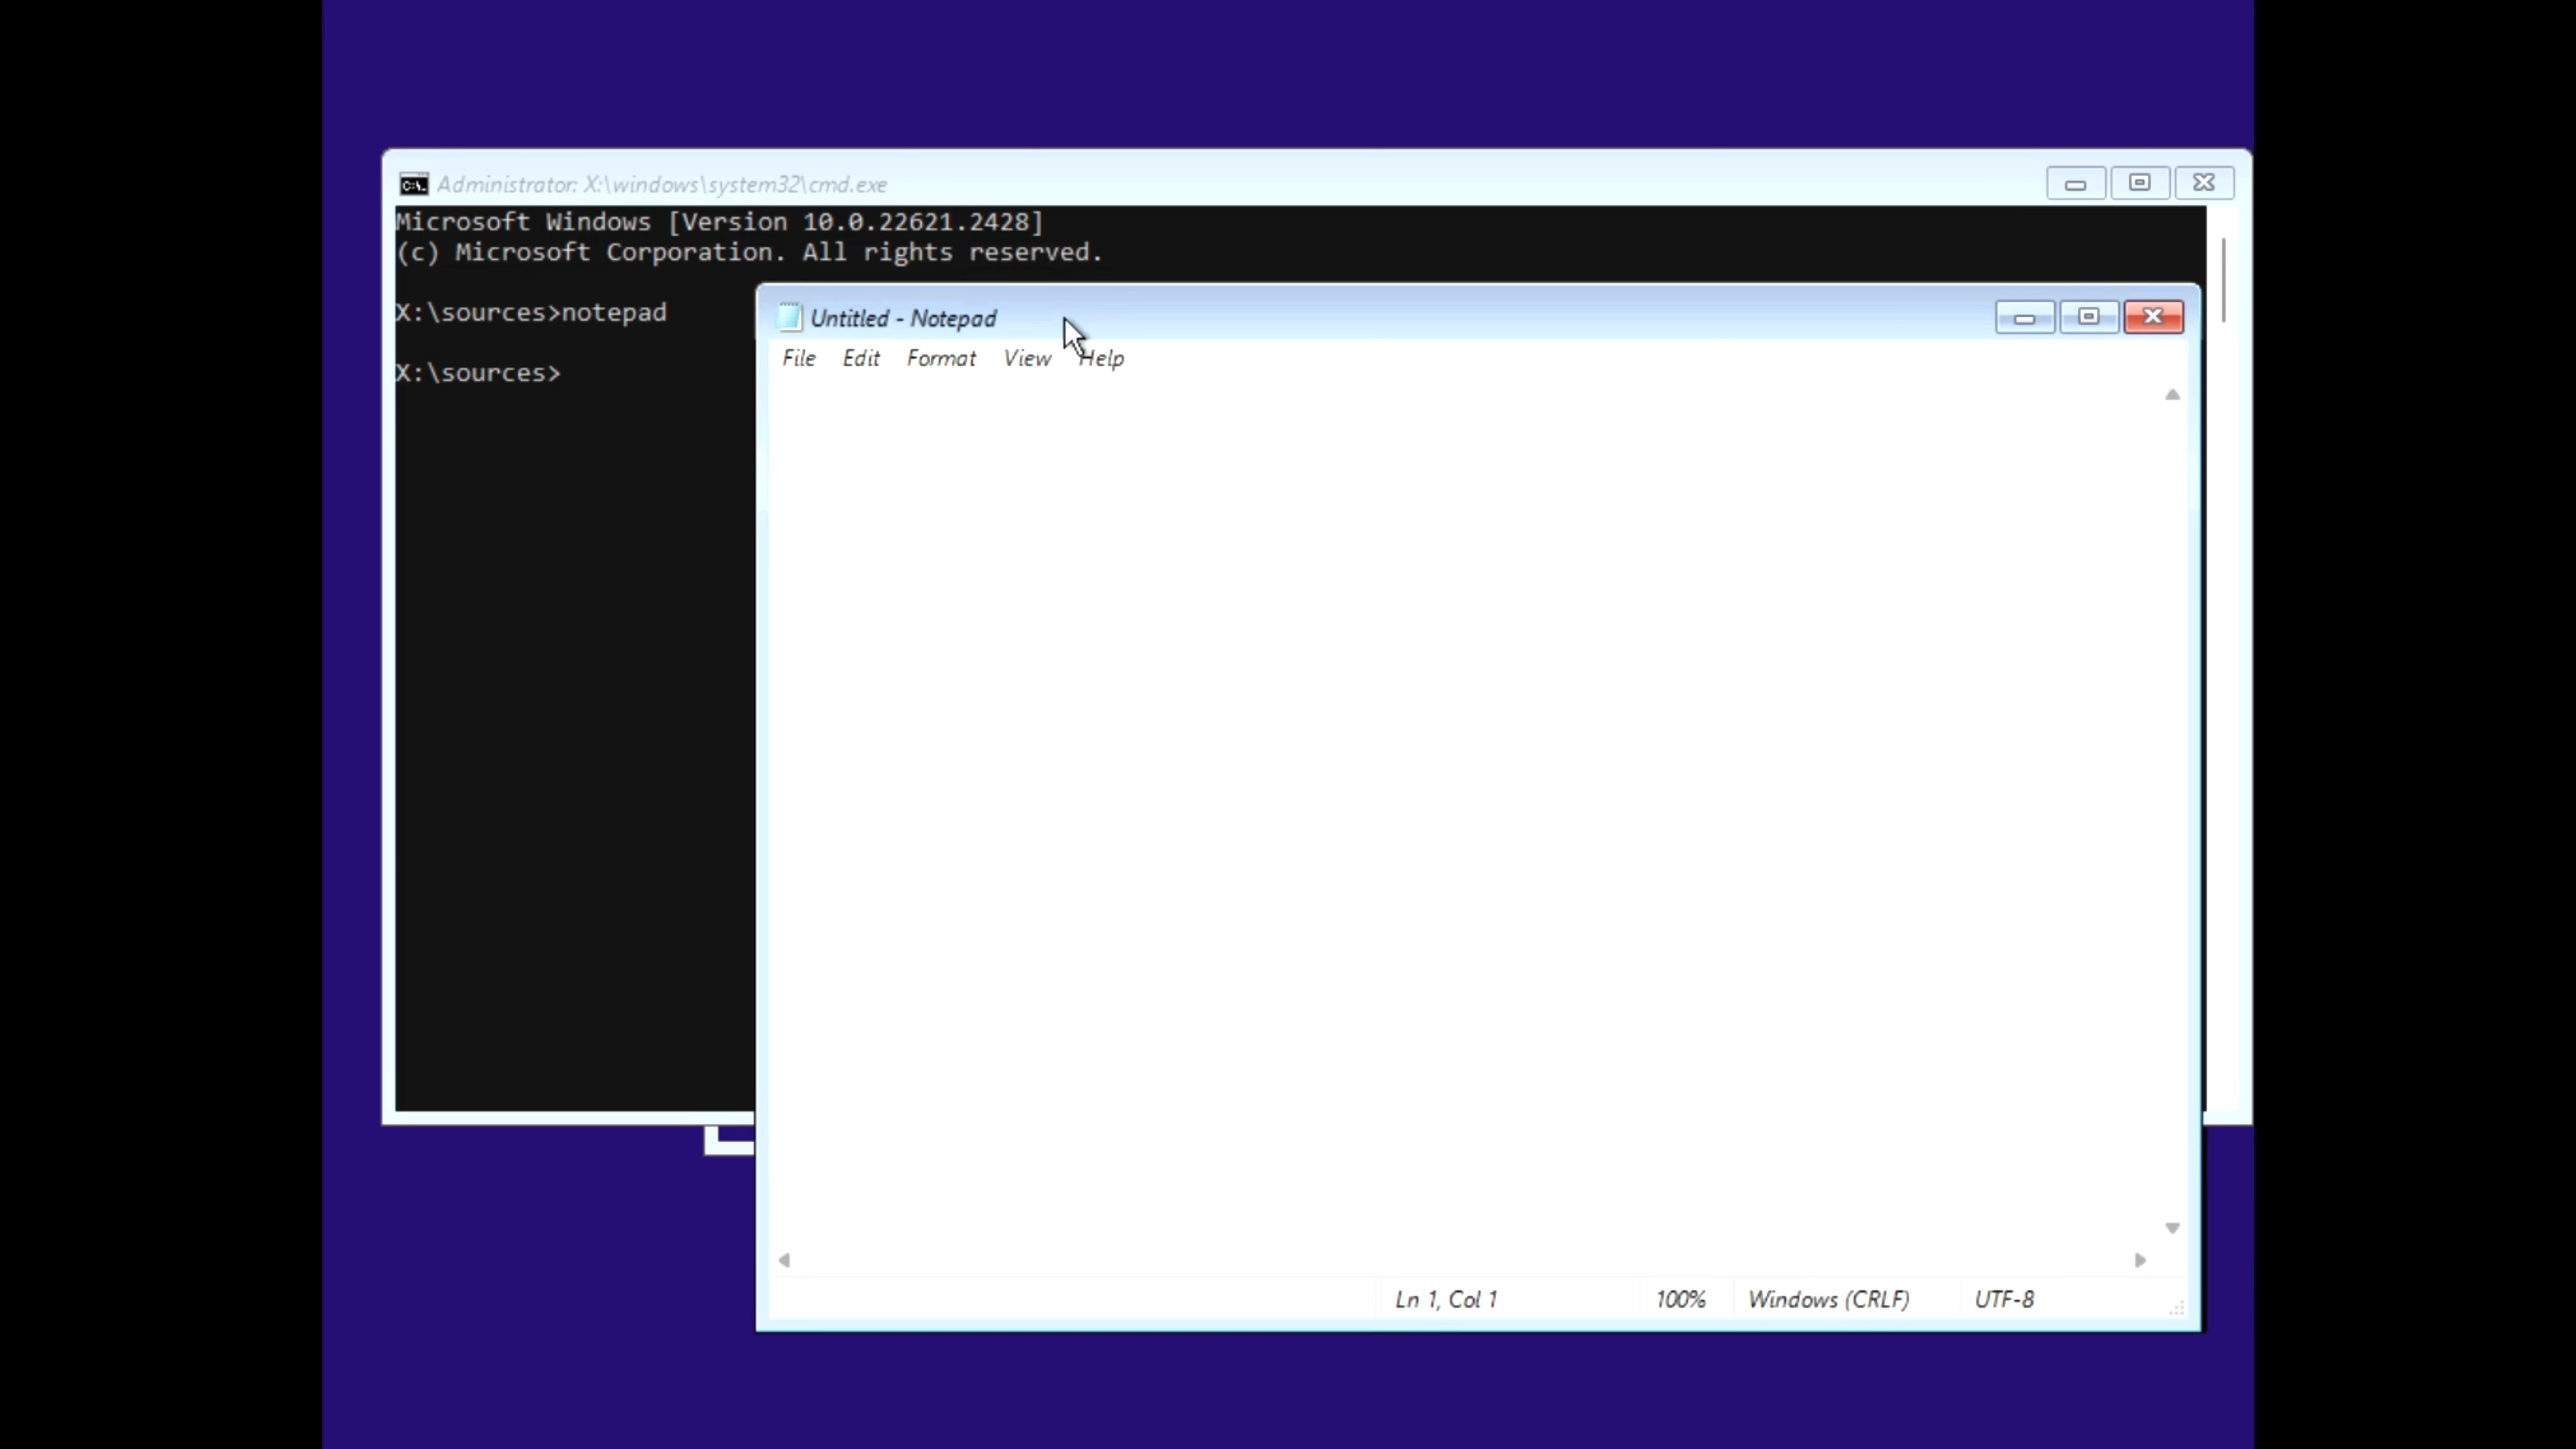 Administrator: X:\windows\system32\cmd.exe
Microsoft Windows [Version 10.0.22621.2428]
(c) Microsoft Corporation. All rights reserved.
X:\sources>notepad
X:\sources>
Untitled - Notepad
File Edit Format View Help
Ln 1, Col 1 100% Windows (CRLF) UTF-8